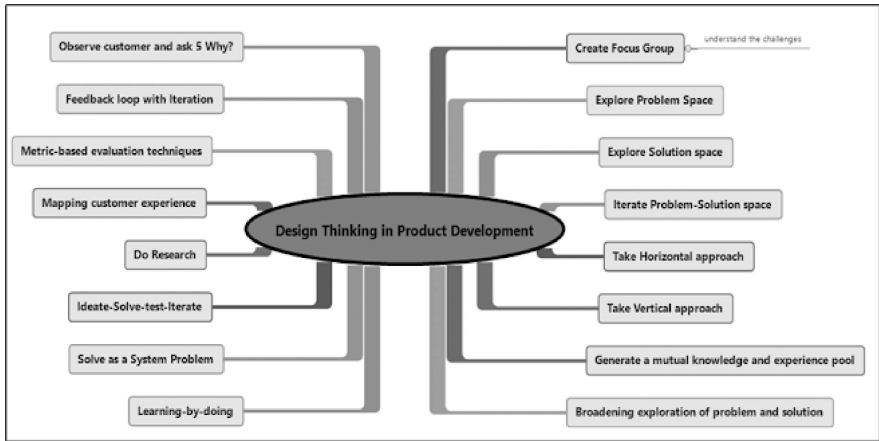 Observe customer and ask 5 Why?
Feedback loop with Iteration
Metric-based evaluation techniques
Mapping customer experience
Do Research
Ideate-Solve-test-Iterate
Solve as a System Problem
Learning-by-doing
Design Thinking in Product Development
Create Focus Group
understand the challenges
Explore Problem Space
Explore Solution space
Iterate Problem-Solution space
Take Horizontal approach
Take Vertical approach
Generate a mutual knowledge and experience pool
Broadening exploration of problem and solution